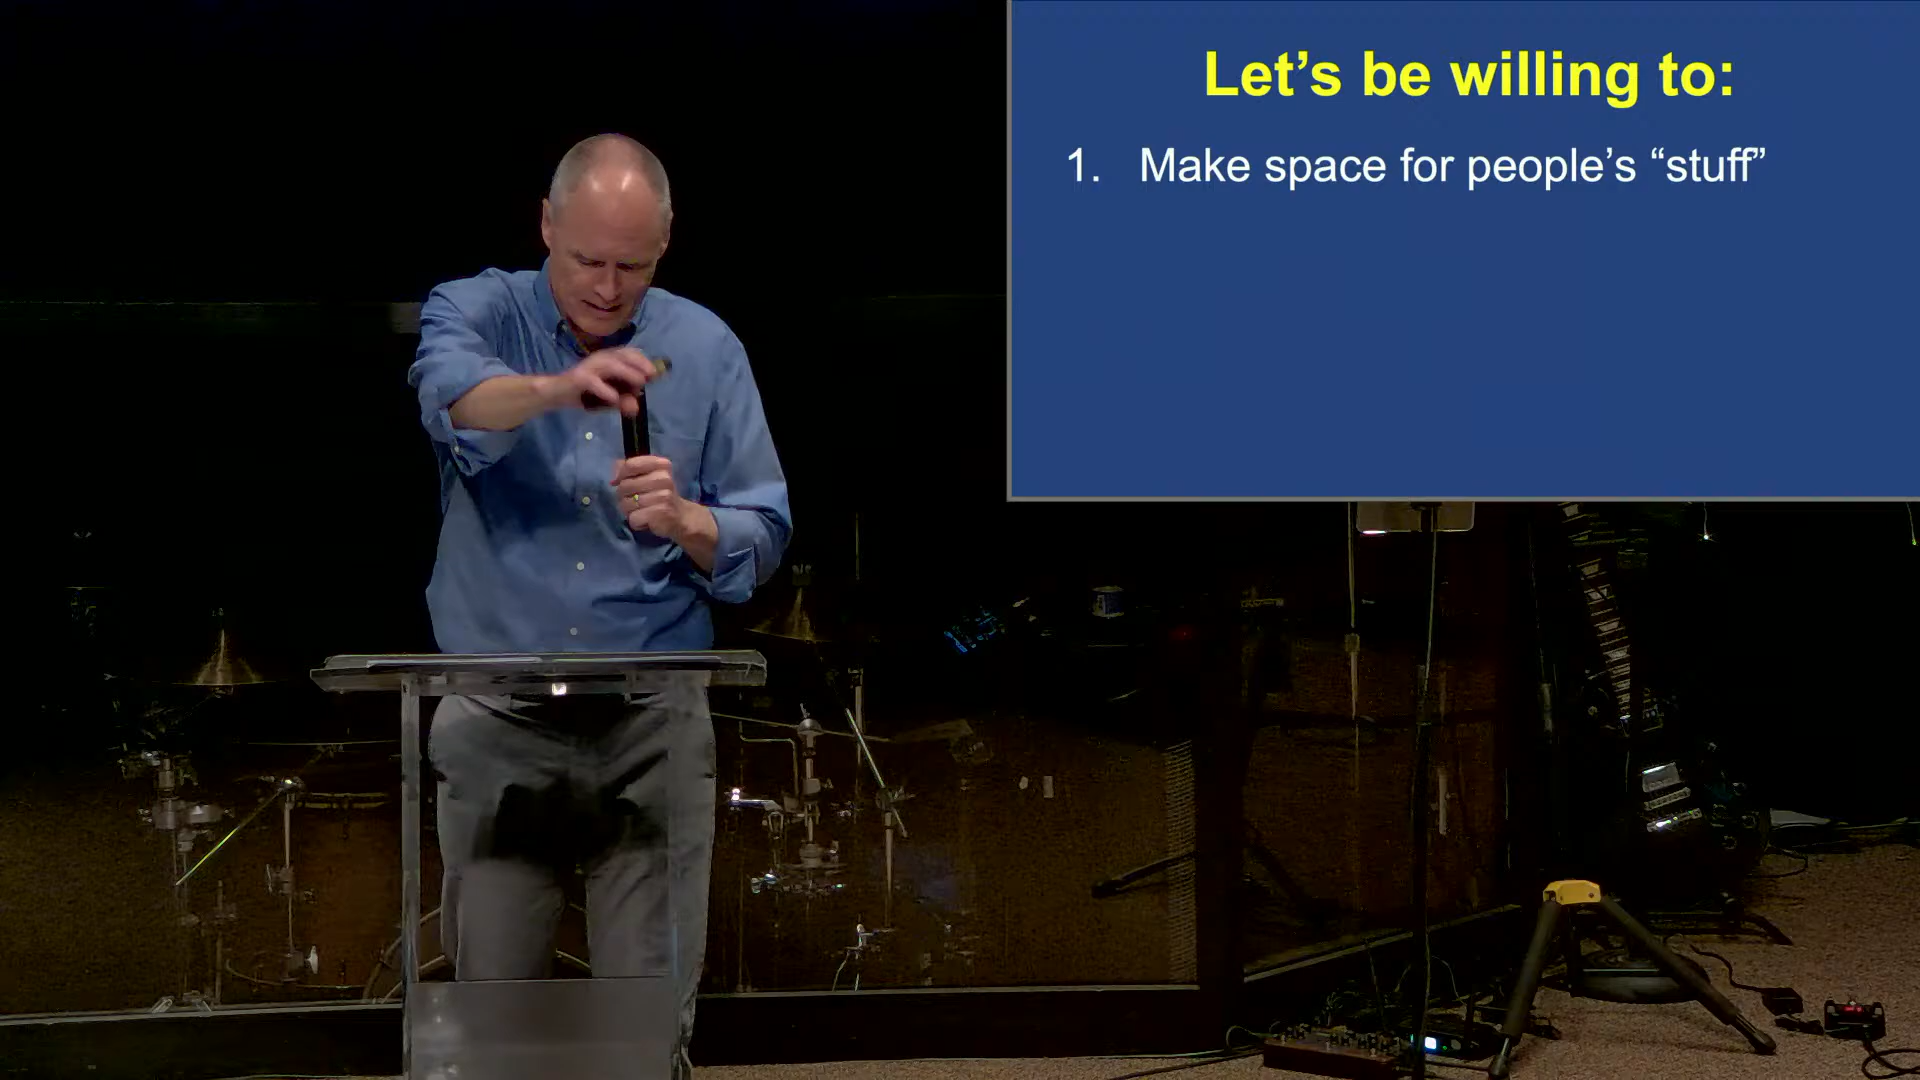 Let’s be willing to:
1. Make space for people’s “stuff”